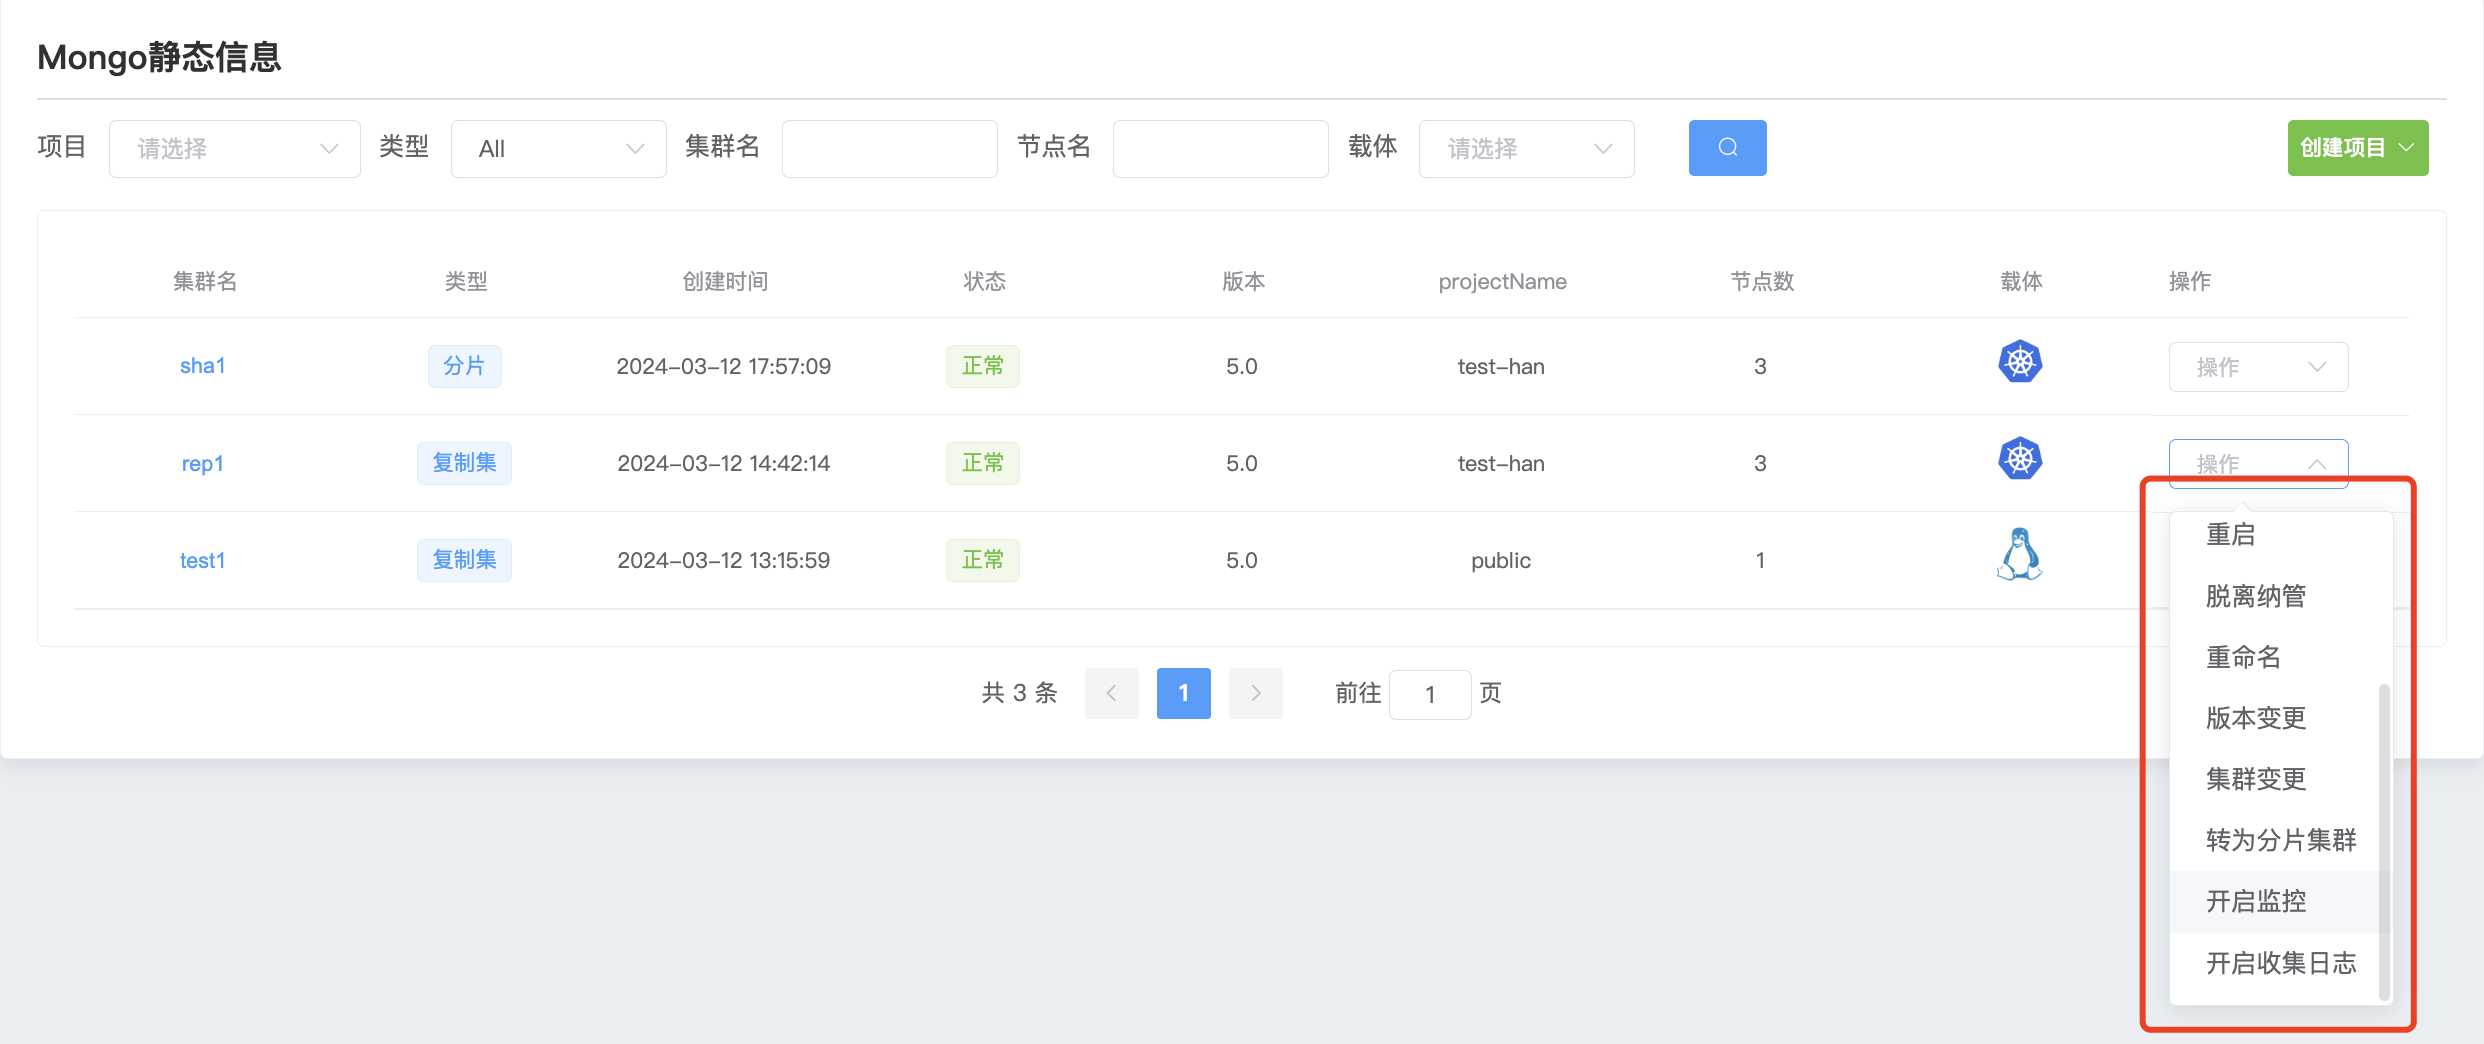 Mongo静态信息
项目 请选择 类型 All 集群名 节点名 载体 请选择 创建项目
集群名 类型 创建时间 状态 版本 projectName 节点数 载体 操作
sha1 分片 2024-03-12 17:57:09 正常 5.0 test-han 3 操作
rep1 复制集 2024-03-12 14:42:14 正常 5.0 test-han 3 操作
test1 复制集 2024-03-12 13:15:59 正常 5.0 public 1
共 3 条 1 前往 1 页
重启
脱离纳管
重命名
版本变更
集群变更
转为分片集群
开启监控
开启收集日志